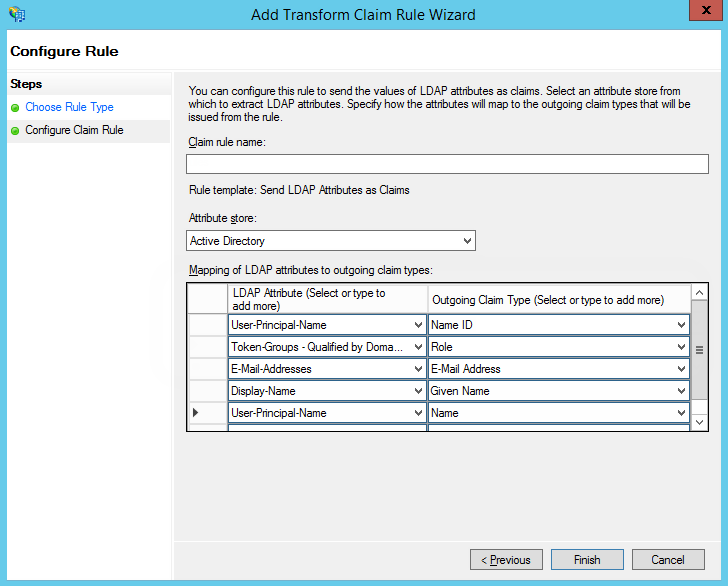 Add Transform Claim Rule Wizard
X
Configure Rule
Steps
Choose Rule Type
Configure Claim Rule
You can configure this rule to send the values of LDAP attributes as claims. Select an attribute store from
which to extract LDAP attributes. Specify how the attributes will map to the outgoing claim types that will be
issued from the rule.
Claim rule name:
Rule template: Send LDAP Attributes as Claims
Attribute store:
Active Directory
Mapping of LDAP attributes to outgoing claim types:
LDAP Attribute (Select or type to
add more)
Outgoing Claim Type (Select or type to add more)
User-Principal-Name
Name ID
Token-Groups - Qualified by Doma...
Role
E-Mail-Addresses
E-Mail Address
Display-Name
Given Name
User-Principal-Name
Name
< Previous
Finish
Cancel